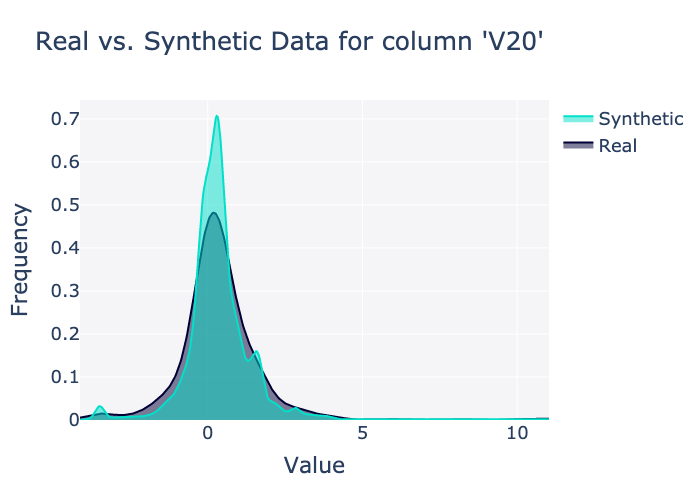 Real vs. Synthetic Data for column 'V20'
Synthetic
Real
Frequency
0.7
0.6
0.5
0.4
0.3
0.2
0.1
0
0
5
10
Value